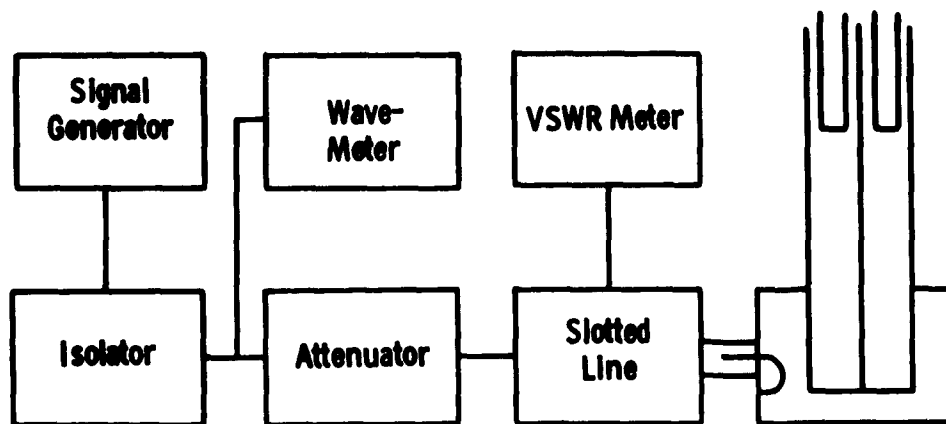 Signal
Generator
Wave-
Meter
VSWR Meter
Isolator
Attenuator
Slotted
Line